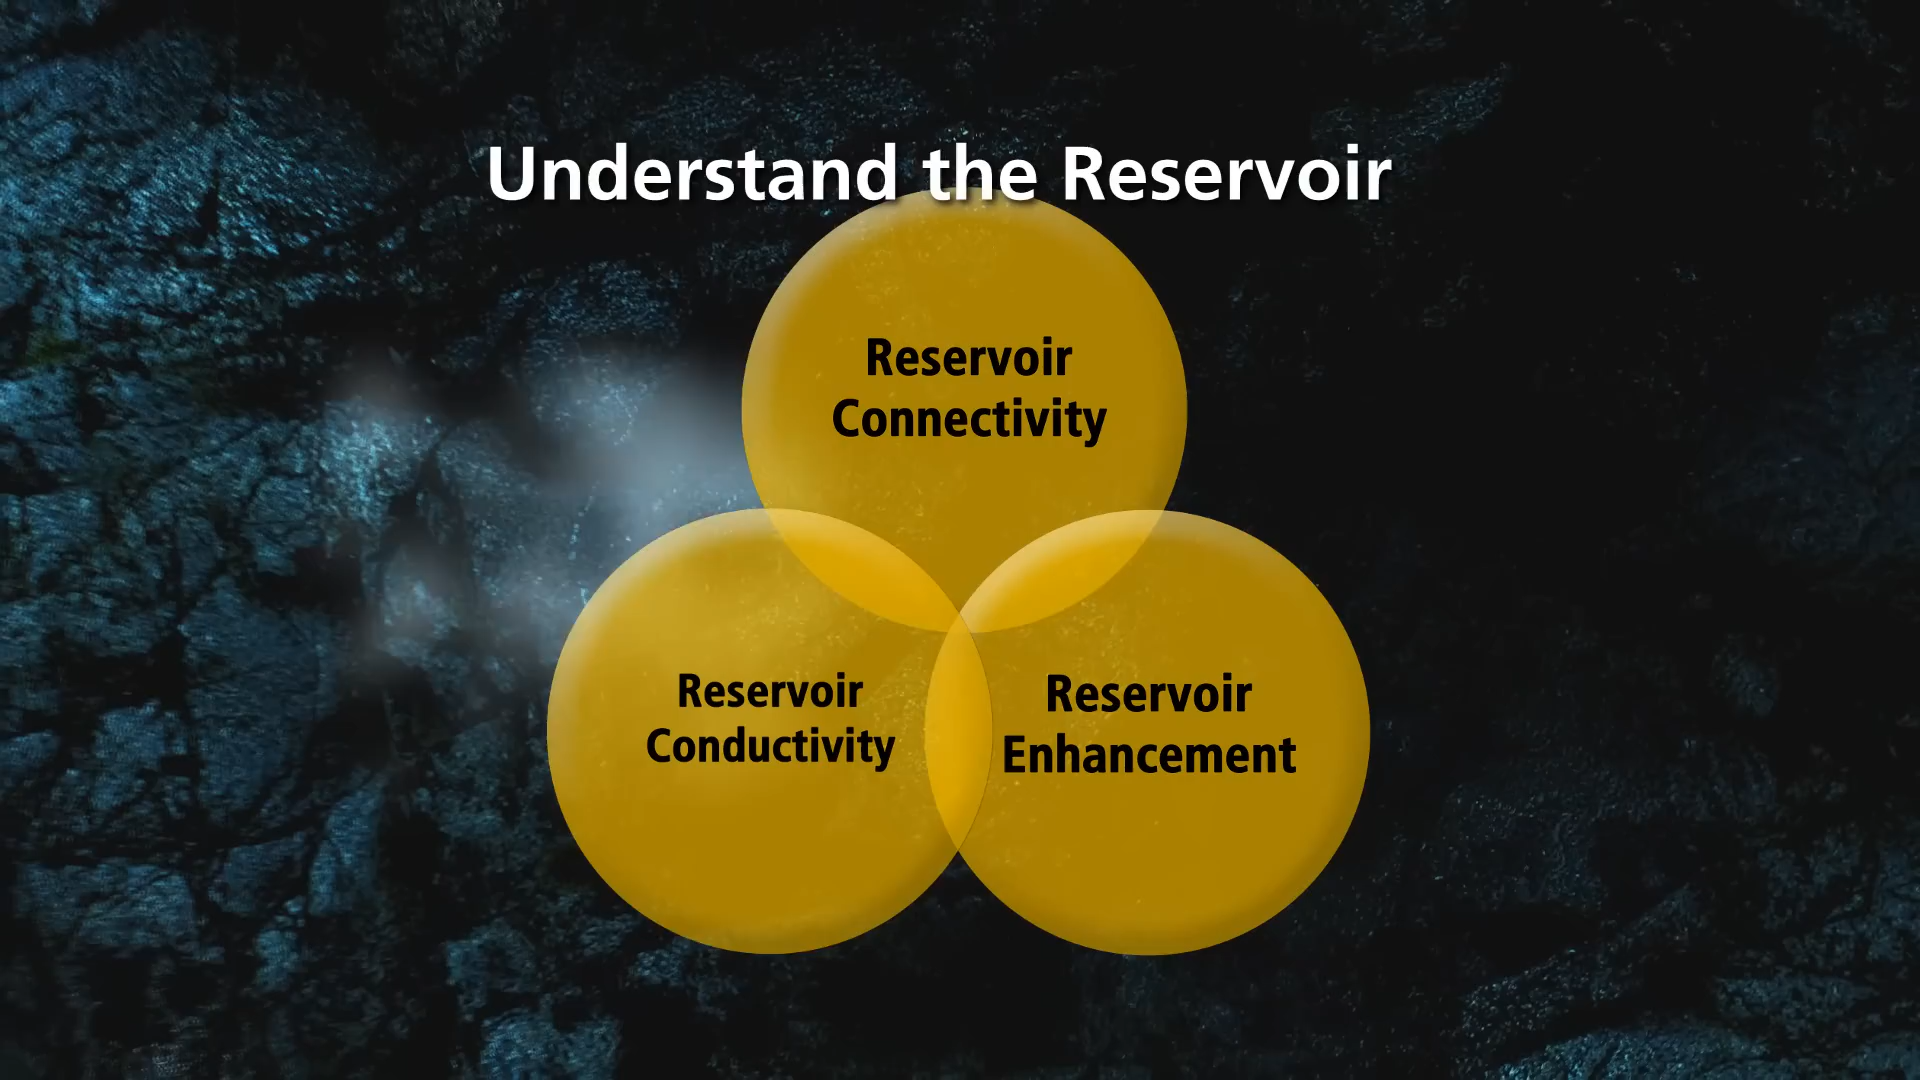 Understand the Reservoir
Reservoir
Connectivity
Reservoir
Conductivity
Reservoir
Enhancement